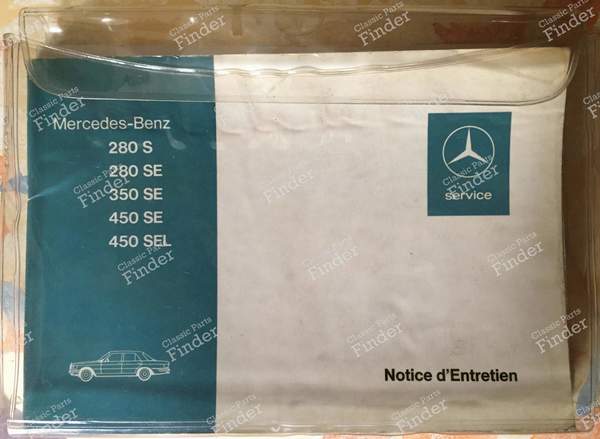 Mercedes-Benz
280 S
280 SE
350 SE
450 SE
450 SEL
service
Notice d'Entretien
Classic Parts
Finder